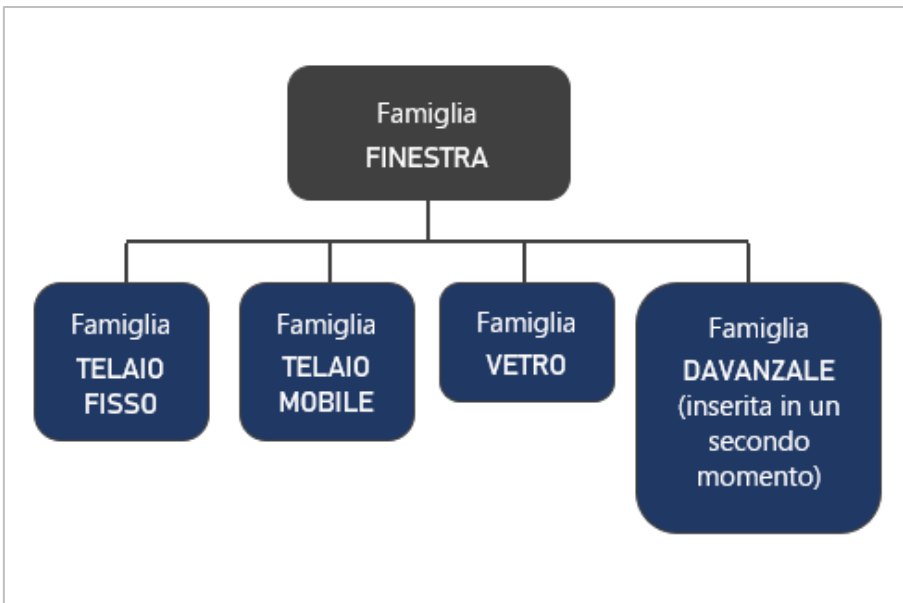 Famiglia
FINESTRA
Famiglia
TELAIO
FISSO
Famiglia
TELAIO
MOBILE
Famiglia
VETRO
Famiglia
DAVANZALE
(inserita in un
secondo
momento)